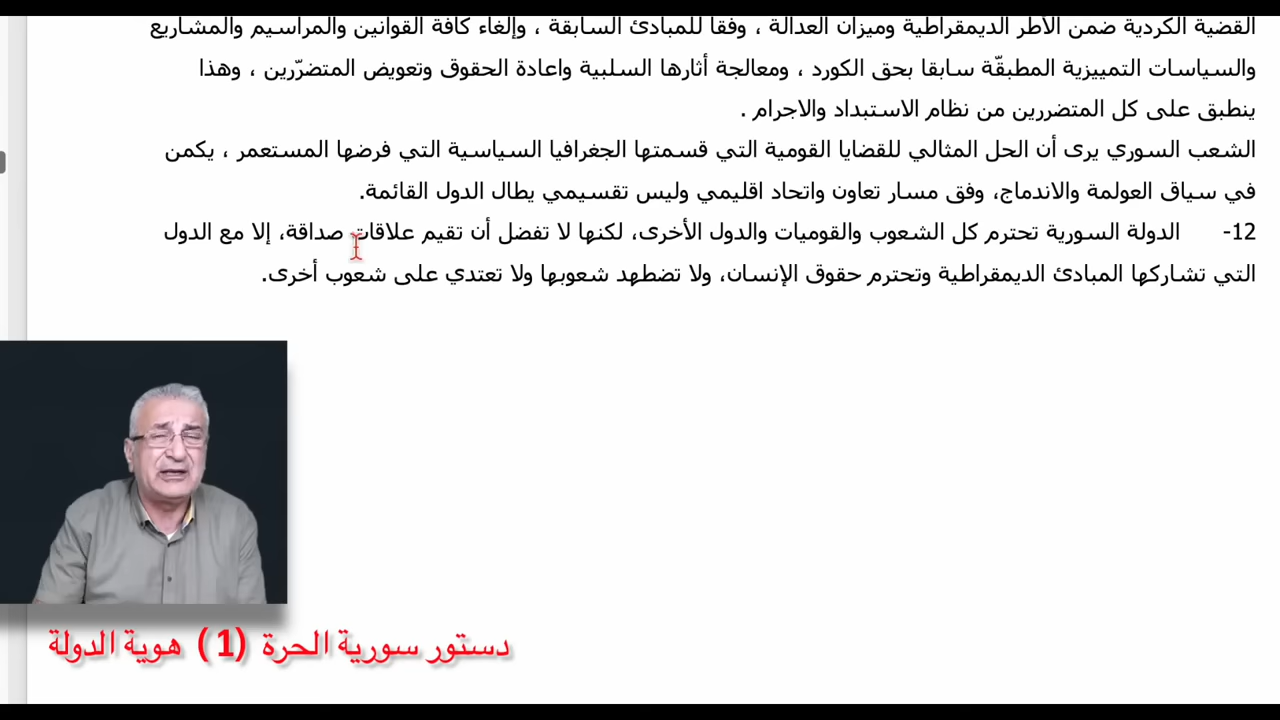 القضية الكردية ضمن الأطر الديمقراطية وميزان العدالة ، وفقا للمبادئ السابقة ، وإلغاء كافة القوانين والمراسيم والمشاريع
والسياسات التمييزية المطبقّة سابقا بحق الكورد ، ومعالجة أثارها السلبية واعادة الحقوق وتعويض المتضرّرين ، وهذا
ينطبق على كل المتضررين من نظام الاستبداد والاجرام .
الشعب السوري يرى أن الحل المثالي للقضايا القومية التي قسمتها الجغرافيا السياسية التي فرضها المستعمر ، يكمن
في سياق العولمة والاندماج، وفق مسار تعاون واتحاد اقليمي وليس تقسيمي يطال الدول القائمة.
12- الدولة السورية تحترم كل الشعوب والقوميات والدول الأخرى، لكنها لا تفضل أن تقيم علاقات صداقة، إلا مع الدول
التي تشاركها المبادئ الديمقراطية وتحترم حقوق الإنسان، ولا تضطهد شعوبها ولا تعتدي على شعوب أخرى.
دستور سورية الحرة (1) هوية الدولة